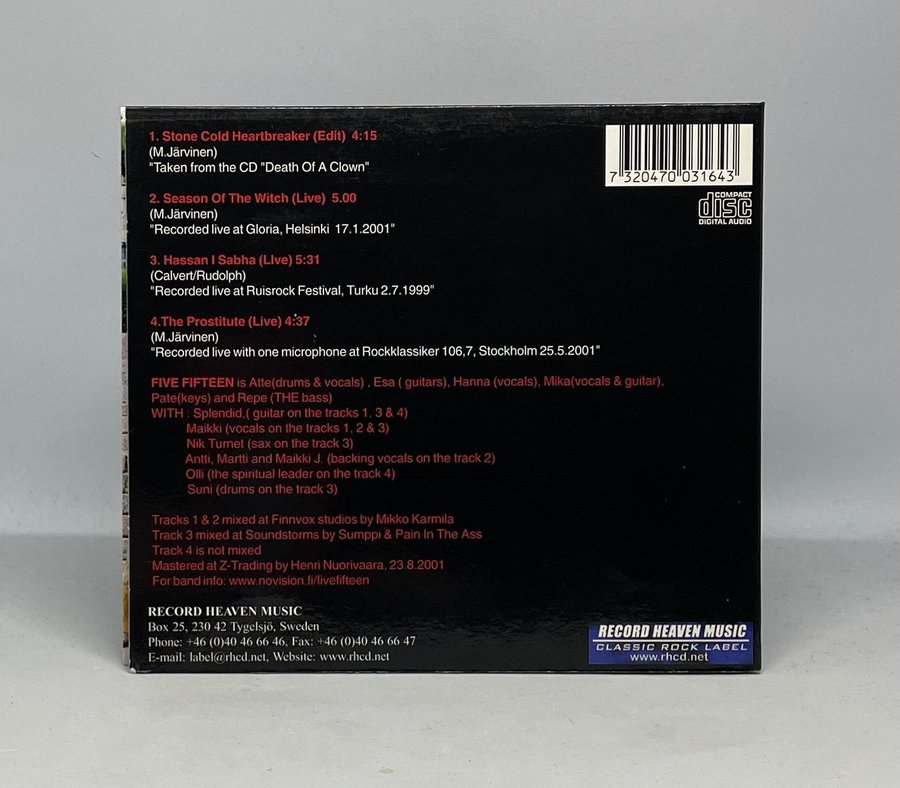 1. Stone Cold Heartbreaker (Edit) 4:15
(M.Järvinen)
"Taken from the CD "Death Of A Clown"
2. Season Of The Witch (Live) 5.00
(M.Järvinen)
"Recorded live at Gloria, Helsinki 17.1.2001"
3. Hassan I Sabha (LIve) 5:31
(Calvert/Rudolph)
"Recorded live at Ruisrock Festival, Turku 2.7.1999"
4.The Prostitute (Live) 4:37
(M.Järvinen)
"Recorded live with one microphone at Rockklassiker 106,7, Stockholm 25.5.2001"
FIVE FIFTEEN is Atte(drums & vocals) , Esa ( guitars), Hanna (vocals), Mika(vocals & guitar),
Pate(keys) and Repe (THE bass)
WITH : Splendid,( guitar on the tracks 1, 3 & 4)
Maikki (vocals on the tracks 1, 2 & 3)
Nik Turnet (sax on the track 3)
Antti, Martti and Maikki J. (backing vocals on the track 2)
Olli (the spiritual leader on the track 4)
Suni (drums on the track 3)
Tracks 1 & 2 mixed at Finnvox studios by Mikko Karmila
Track 3 mixed at Soundstorms by Sumppi & Pain In The Ass
Track 4 is not mixed
Mastered at Z-Trading by Henri Nuorivaara, 23.8.2001
For band info: www.novision.fi/fivefifteen
RECORD HEAVEN MUSIC
Box 25, 230 42 Tygelsjö, Sweden
Phone: +46 (0)40 46 66 46, Fax: +46 (0)40 46 66 47
E-mail: label@rhcd.net, Website: www.rhcd.net
7 320470 031643
COMPACT
disc
DIGITAL AUDIO
RECORD HEAVEN MUSIC
CLASSIC ROCK LABEL
www.rhcd.net